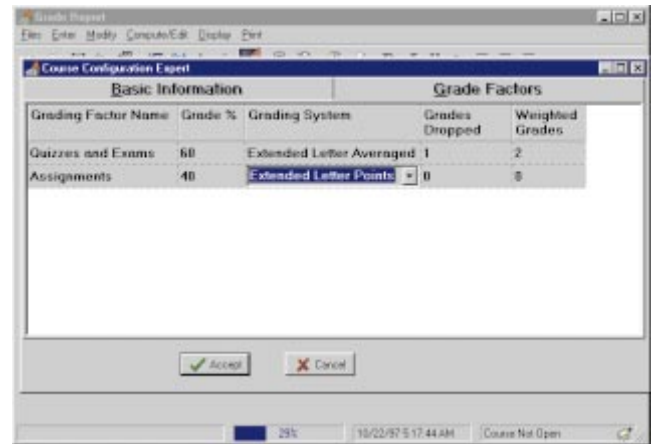 Grade Report
Files Enter Modify Compute/Edit Display Print
Course Configuration Expert
Basic Information Grade Factors
Grading Factor Name Grade % Grading System Grades Dropped Weighted Grades
Quizzes and Exams 60 Extended Letter Averaged 1 2
Assignments 40 Extended Letter Points 0 0
Accept Cancel
29% 10/22/97 5:17:44 AM Course Not Open